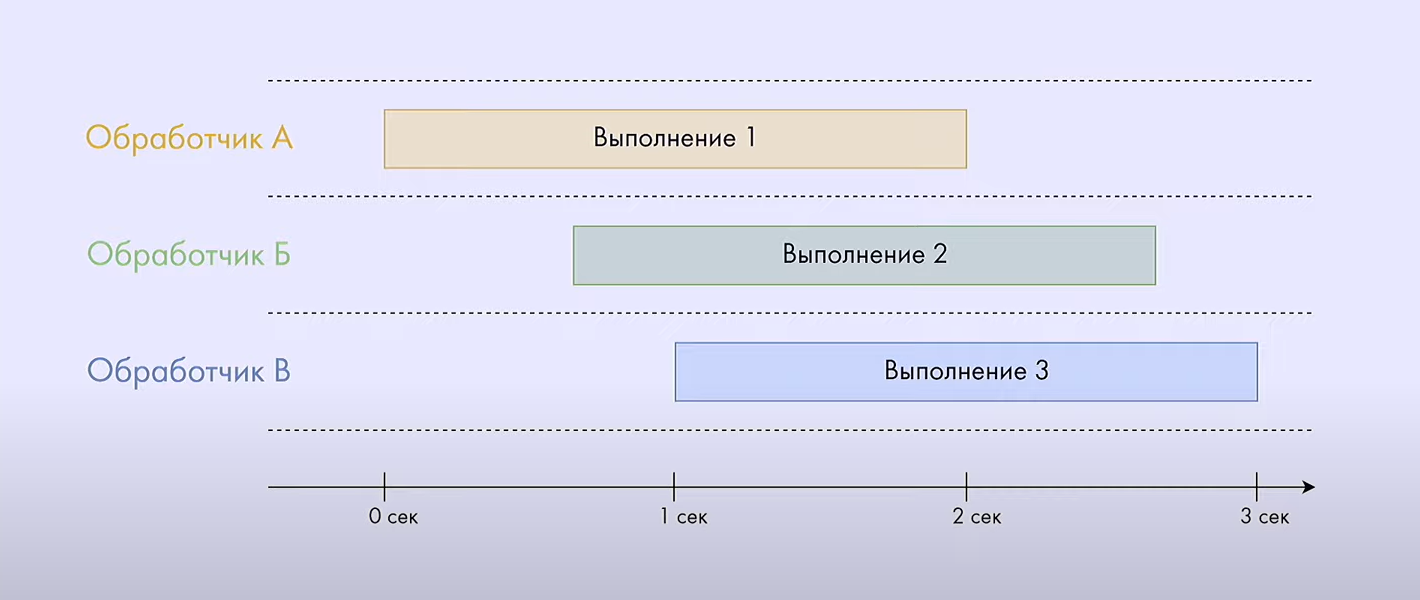 Обработчик А
Выполнение 1
Обработчик Б
Выполнение 2
Обработчик В
Выполнение 3
0 сек
1 сек
2 сек
3 сек